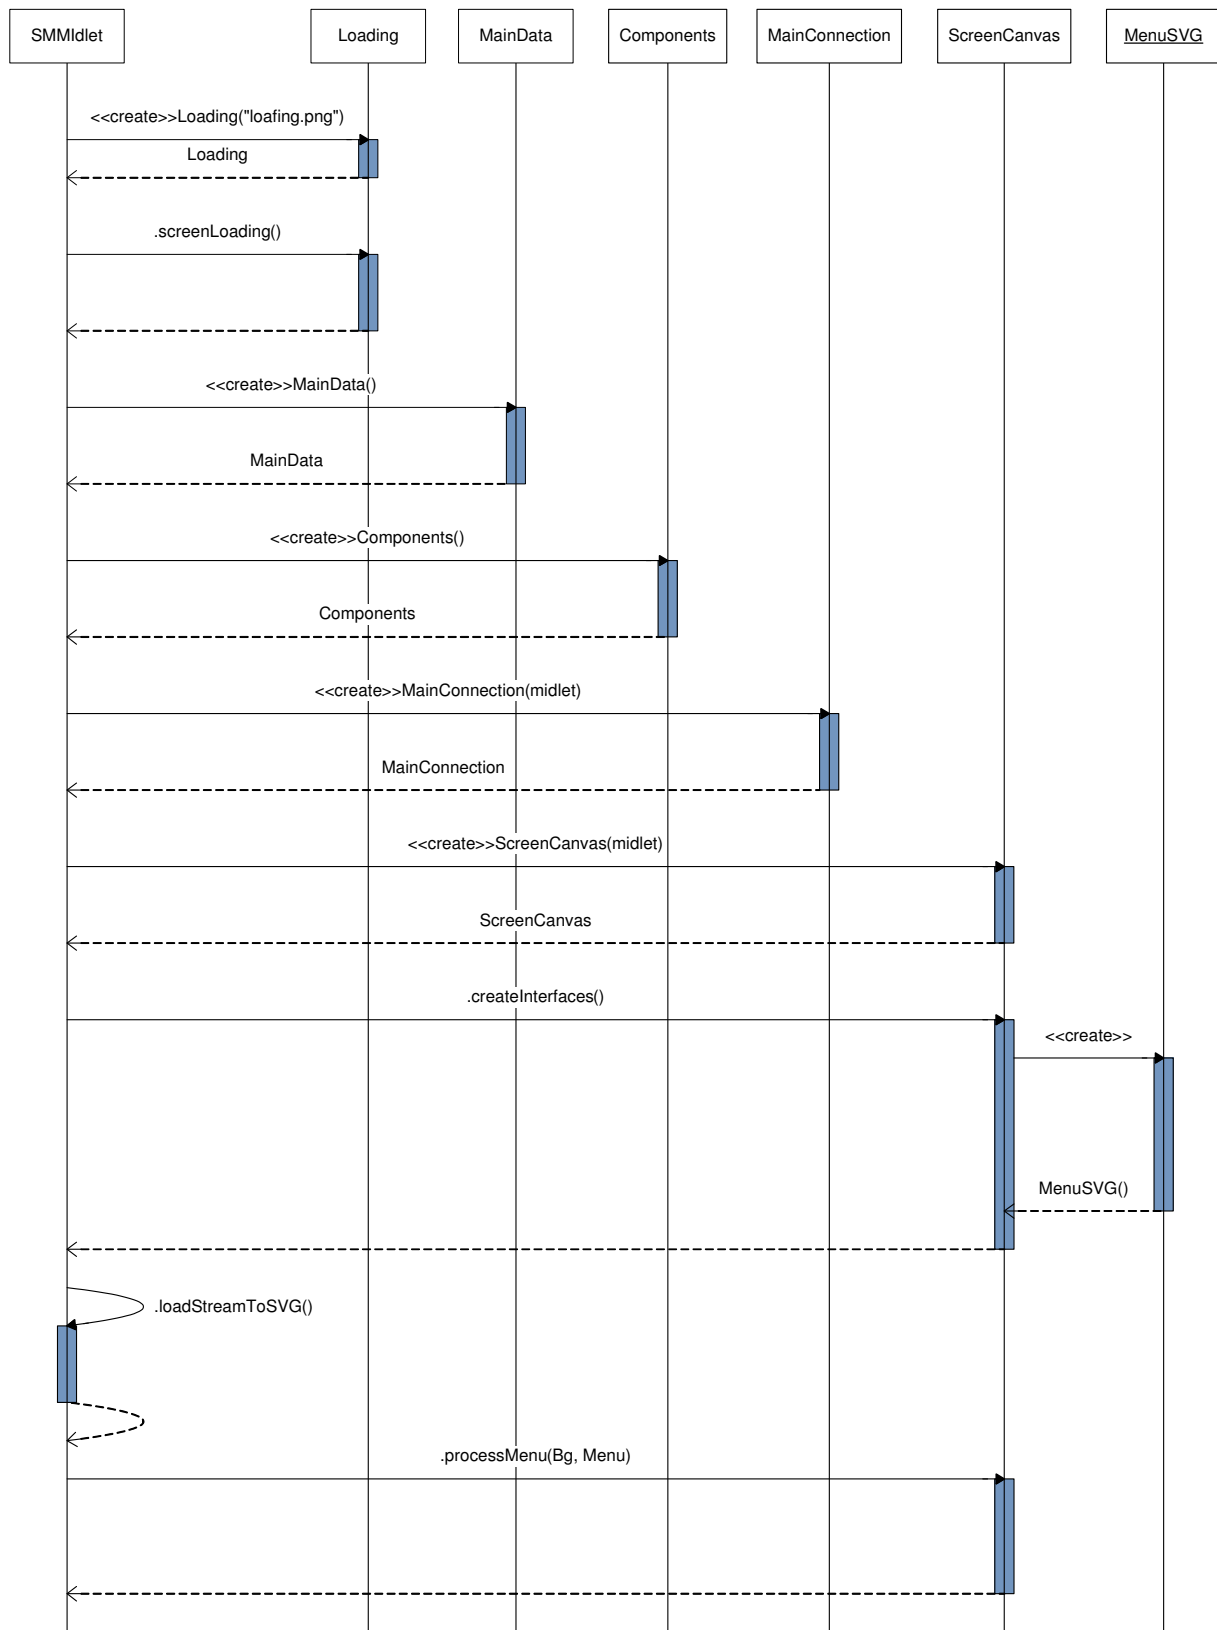 SMMIdlet
Loading
MainData
Components
MainConnection
ScreenCanvas
MenuSVG
<<create>>Loading("loafing.png")
Loading
.screenLoading()
<<create>>MainData()
MainData
<<create>>Components()
Components
<<create>>MainConnection(midlet)
MainConnection
<<create>>ScreenCanvas(midlet)
ScreenCanvas
.createInterfaces()
<<create>>
MenuSVG()
.loadStreamToSVG()
.processMenu(Bg, Menu)